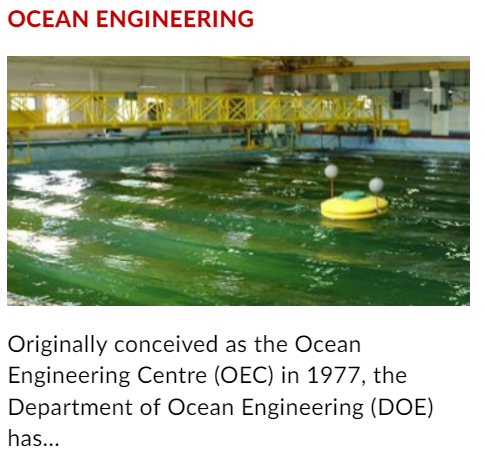 OCEAN ENGINEERING
Originally conceived as the Ocean
Engineering Centre (OEC) in 1977, the
Department of Ocean Engineering (DOE)
has...